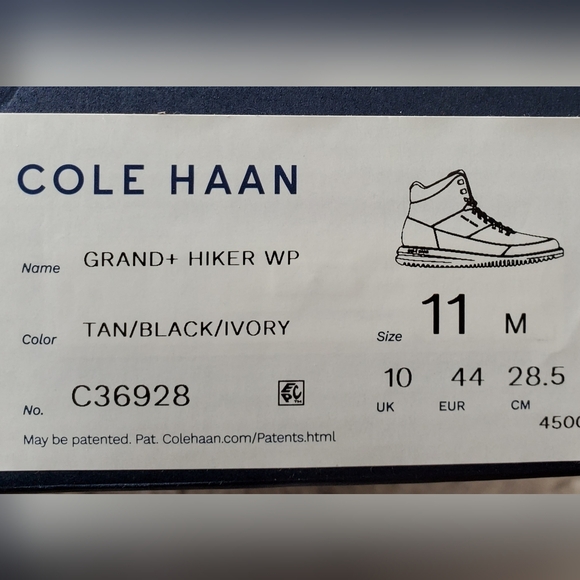 COLE HAAN
Name GRAND+ HIKER WP
Color TAN/BLACK/IVORY
Size 11 M
No. C36928
10 44 28.5
UK EUR CM
4500
May be patented. Pat. Colehaan.com/Patents.html